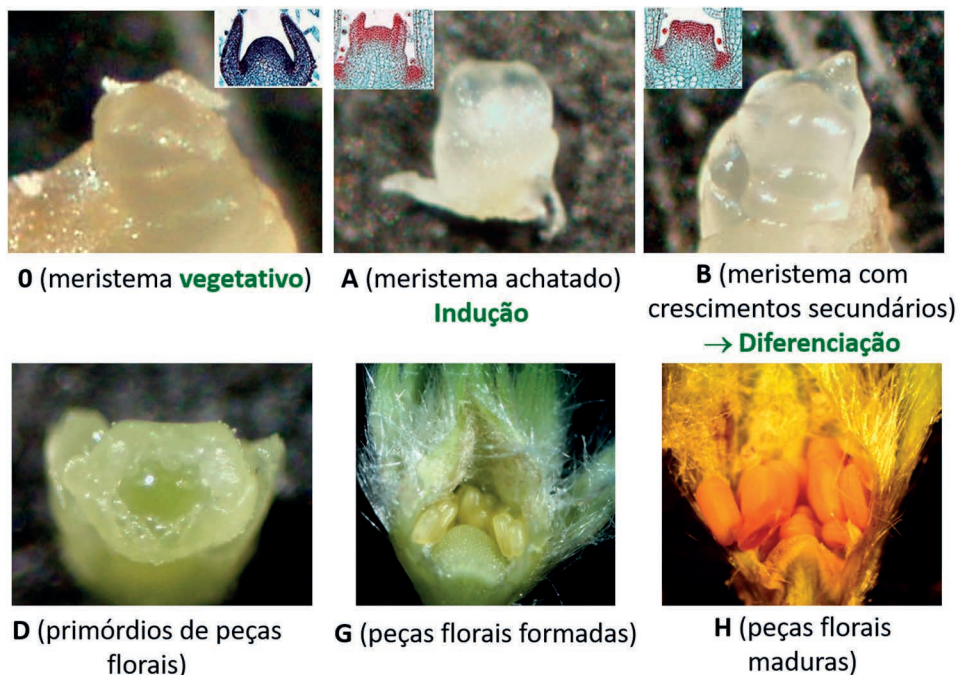 0 (meristema vegetativo)
A (meristema achatado)
Indução
B (meristema com
crescimentos secundários)
→ Diferenciação
D (primórdios de peças
florais)
G (peças florais formadas)
H (peças florais
maduras)